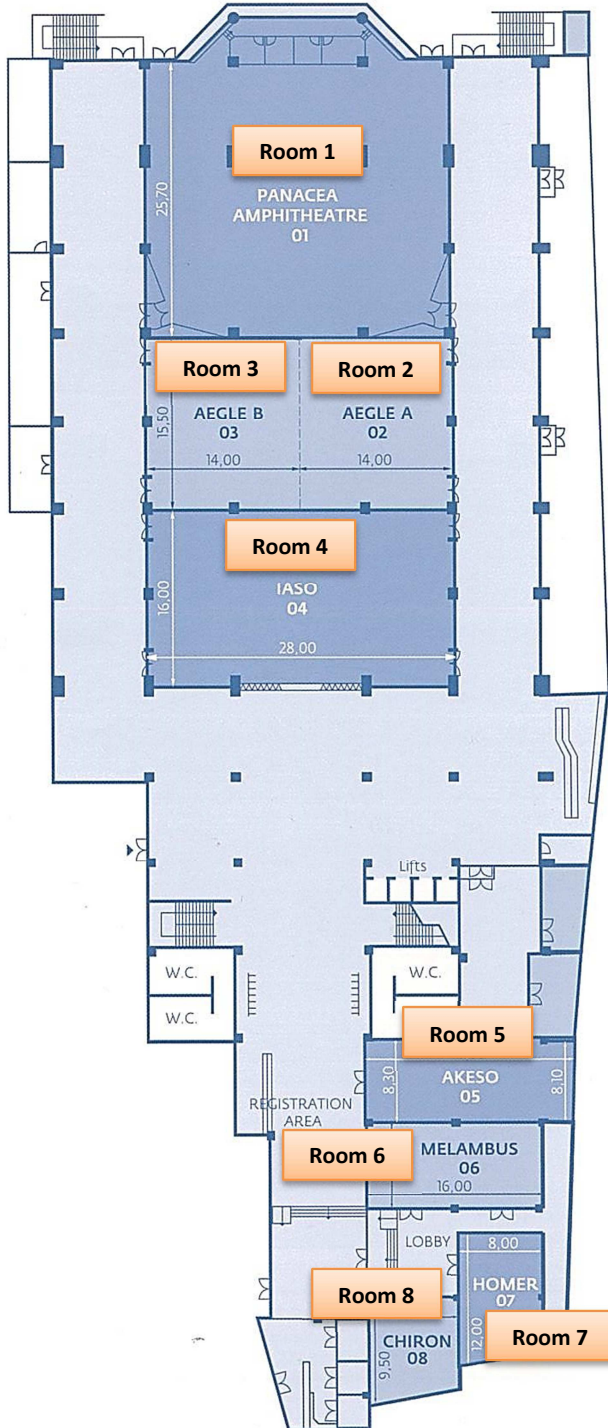 Room 1
PANACEA
AMPHITHEATRE
01
25,70
Room 3
Room 2
AEGLE B
03
AEGLE A
02
15,50
14,00
14,00
Room 4
IASO
04
16,00
28,00
Lifts
W.C.
W.C.
W.C.
Room 5
AKESO
05
8,30
8,10
REGISTRATION
AREA
Room 6
MELAMBUS
06
16,00
LOBBY
8,00
HOMER
07
12,00
Room 8
Room 7
CHIRON
08
9,50